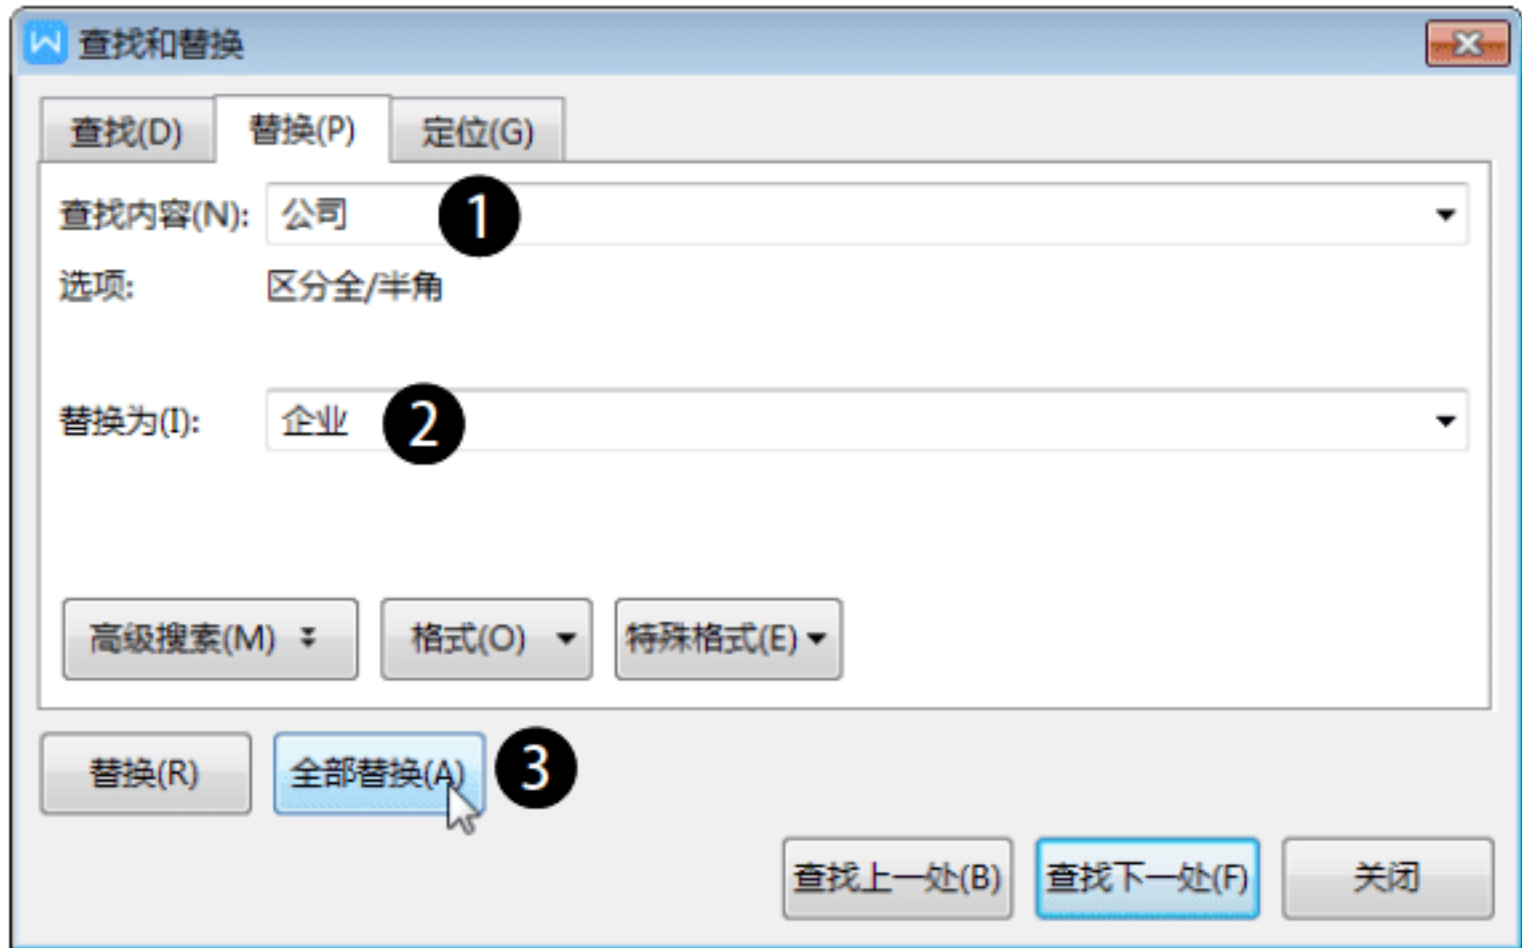 查找和替换
查找(D) 替换(P) 定位(G)
查找内容(N): 公司 1
选项: 区分全/半角
替换为(I): 企业 2
高级搜素(M) 格式(O) 特殊格式(E)
替换(R) 全部替换(A) 3
查找上一处(B) 查找下一处(F) 关闭